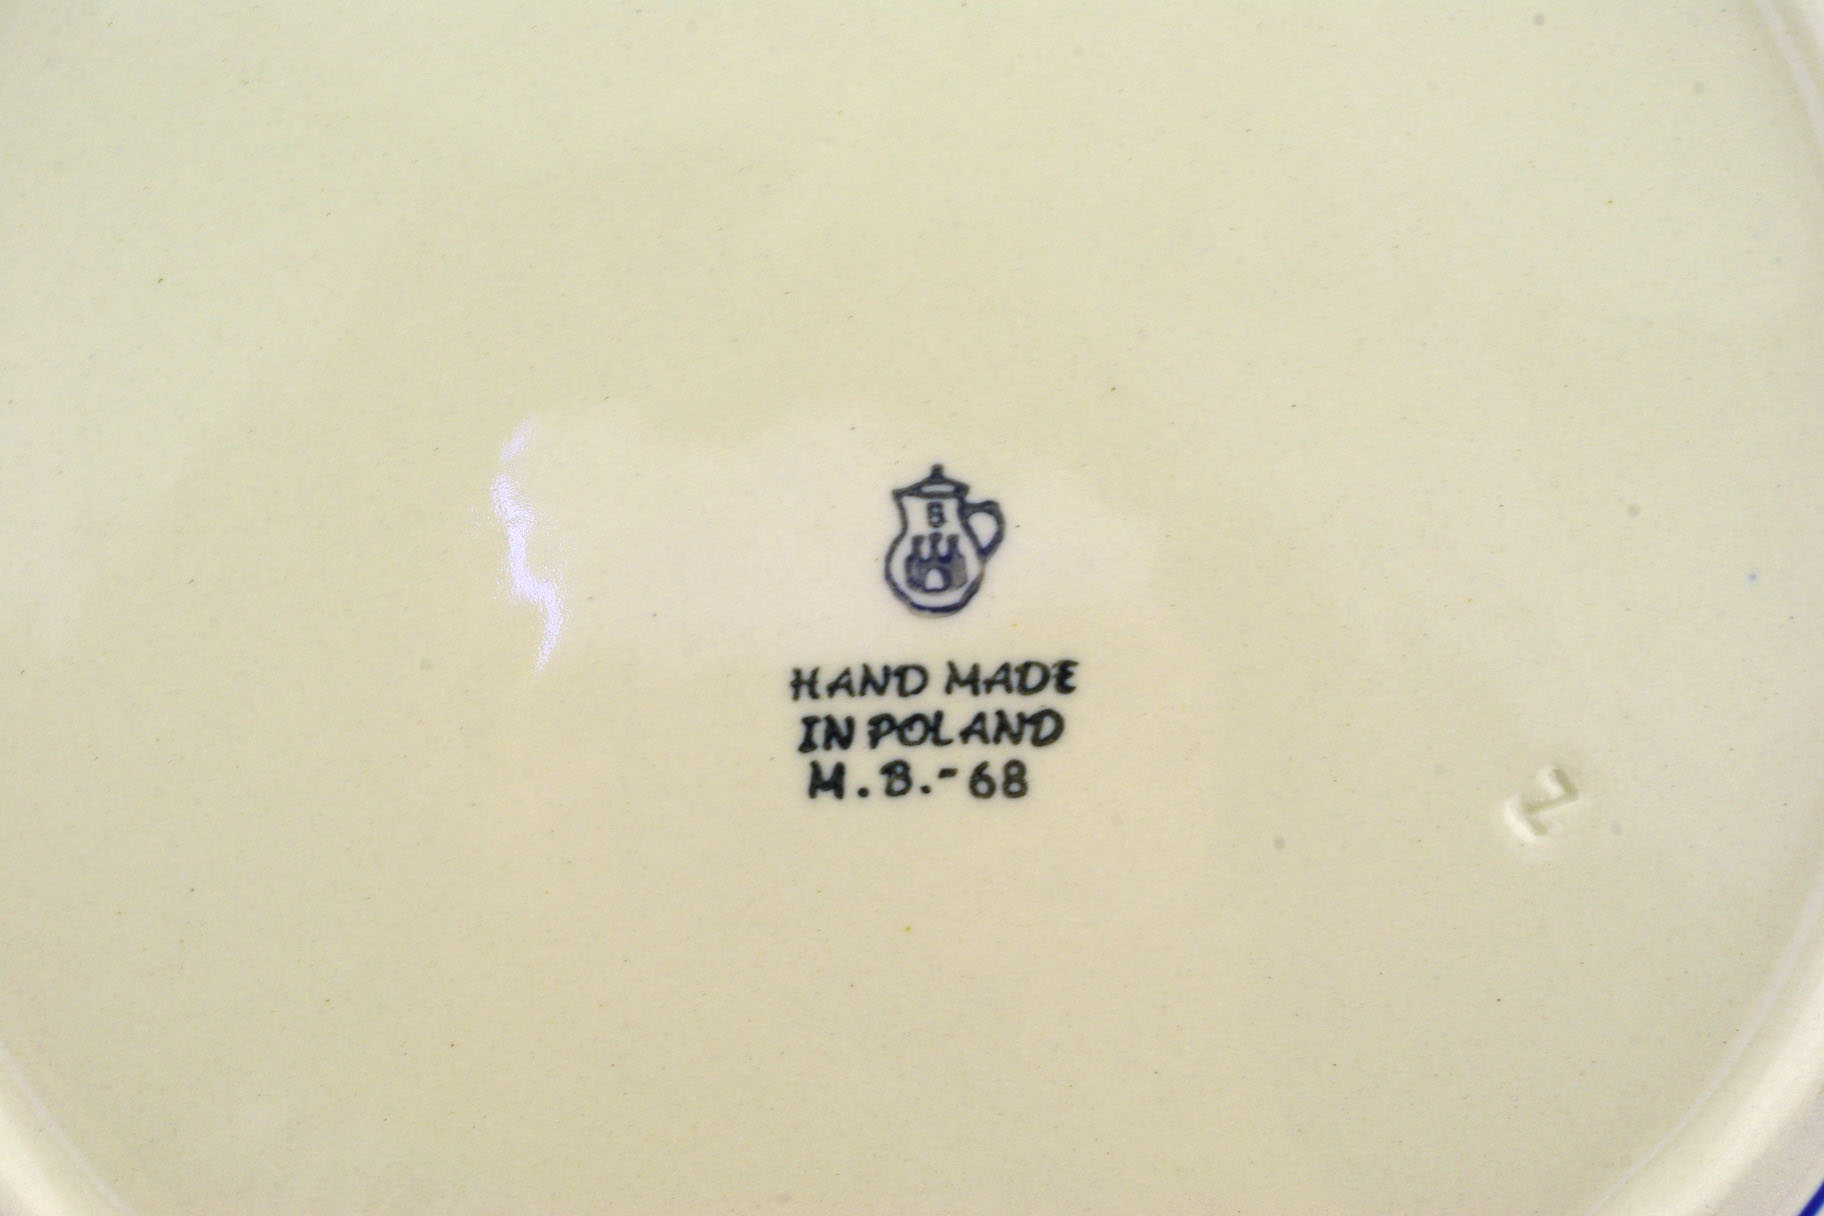 B
HAND MADE
IN POLAND
M.B.-68
Z